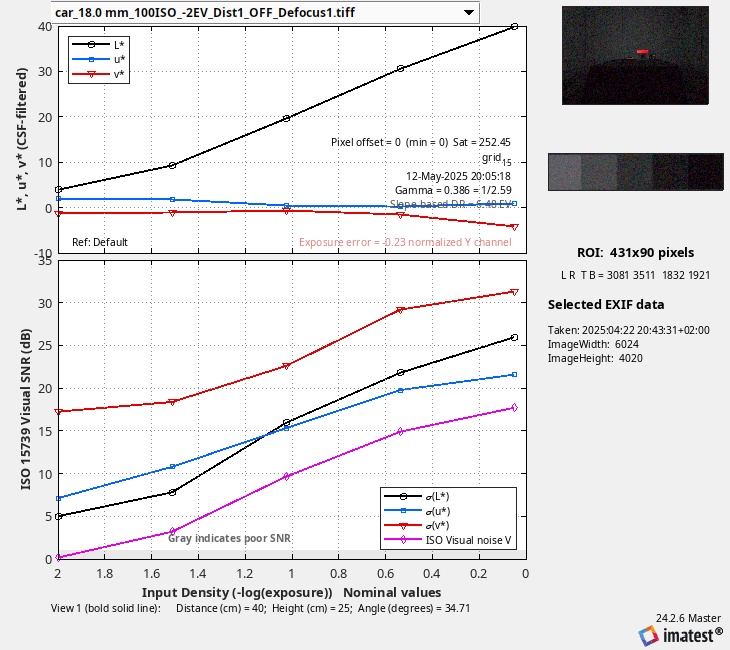 car_18.0 mm_100ISO_-2EV_Dist1_OFF_Defocus1.tiff
L*, u*, v* (CSF-filtered)
40
30
20
10
0
-10
L*
u*
v*
Pixel offset = 0 (min = 0) Sat = 252.45
grid15
12-May-2025 20:05:18
Gamma = 0.386 = 1/2.59
Slope based DR = 6.48 EV
Ref: Default
Exposure error = -0.23 normalized Y channel
ISO 15739 Visual SNR (dB)
35
30
25
20
15
10
5
0
σ(L*)
σ(u*)
σ(v*)
ISO Visual noise V
Gray indicates poor SNR
2 1.8 1.6 1.4 1.2 1 0.8 0.6 0.4 0.2 0
Input Density (-log(exposure)) Nominal values
View 1 (bold solid line): Distance (cm) = 40; Height (cm) = 25; Angle (degrees) = 34.71
ROI: 431x90 pixels
L R T B = 3081 3511 1832 1921
Selected EXIF data
Taken: 2025:04:22 20:43:31+02:00
ImageWidth: 6024
ImageHeight: 4020
24.2.6 Master
imatest®